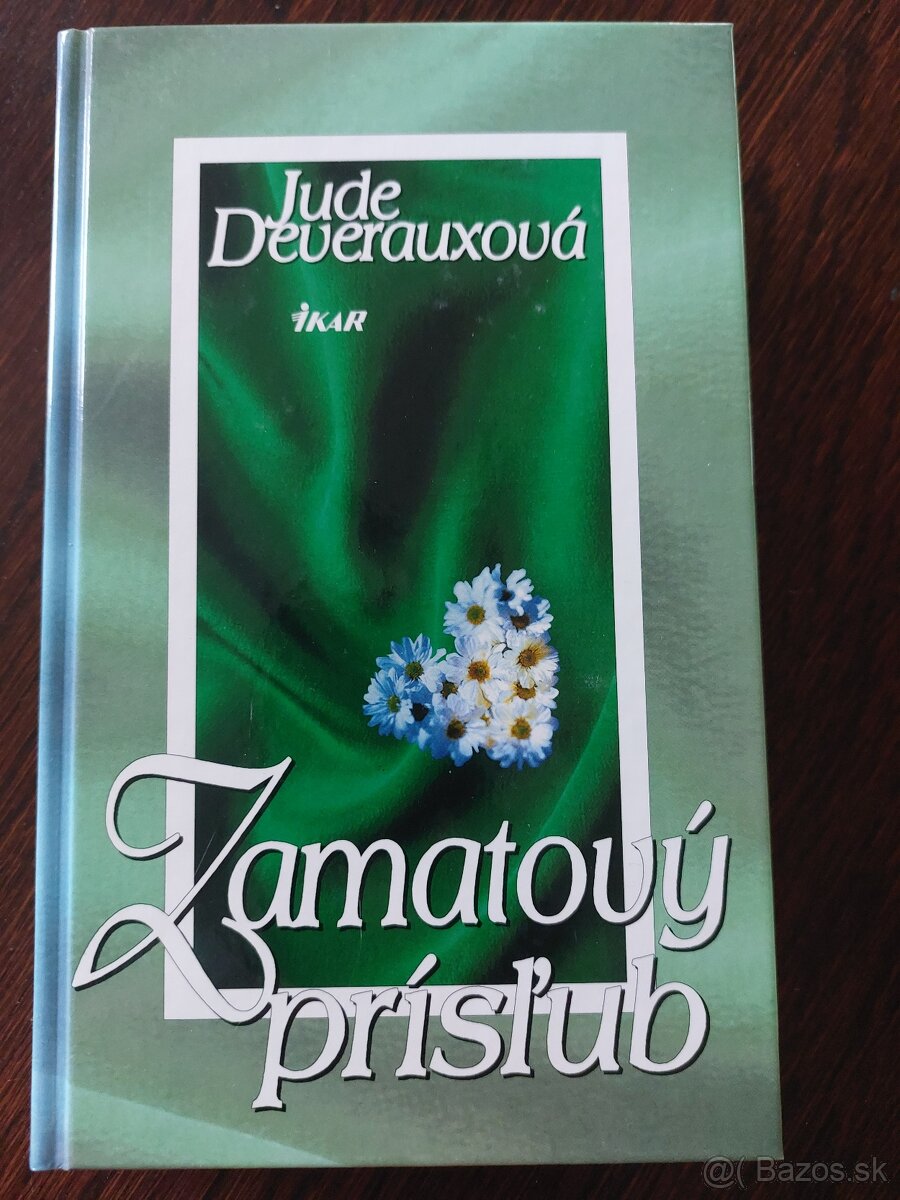 Jude
Deverauxová
iKAR
Zamatový
prísľub
@( Bazos.sk